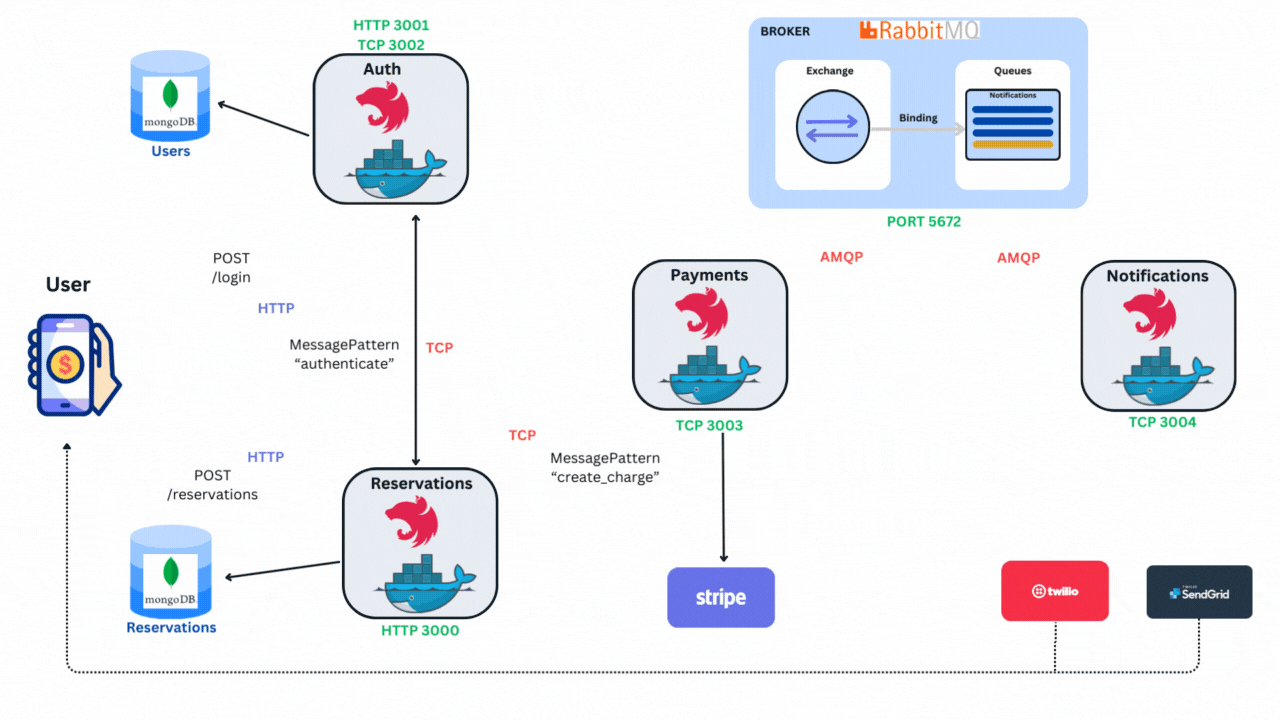 HTTP 3001
TCP 3002
Auth
mongoDB.
Users
BROKER
RabbitMQ
Exchange
Queues
Notifications
Binding
PORT 5672
POST
/login
HTTP
User
$
MessagePattern
“authenticate”
TCP
AMQP
AMQP
Payments
Notifications
TCP 3003
TCP 3004
TCP
MessagePattern
“create_charge”
HTTP
POST
/reservations
Reservations
mongoDB.
Reservations
HTTP 3000
stripe
twilio
TWILIO
SendGrid